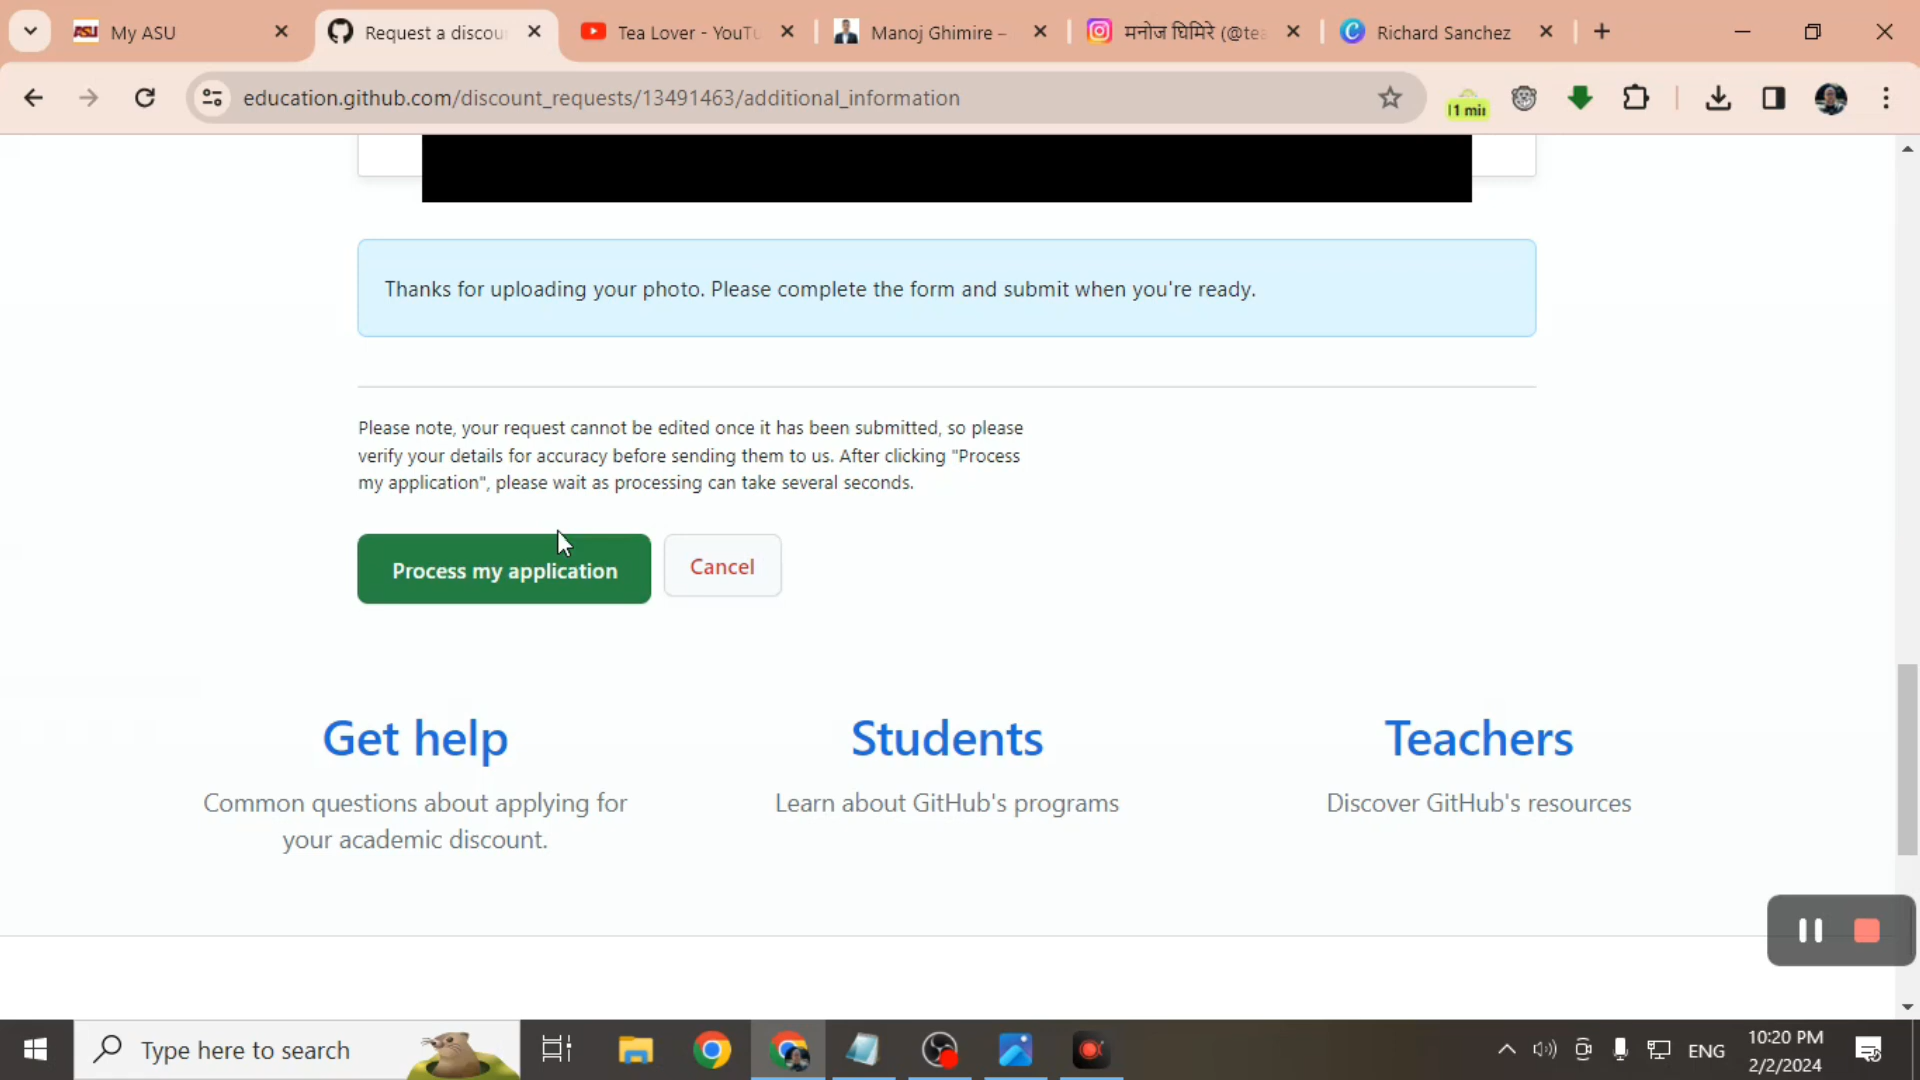 My ASU
Request a discou
Tea Lover - YouTu
Manoj Ghimire –
मनोज घिमिरे (@tea
Richard Sanchez
education.github.com/discount_requests/13491463/additional_information
1 min
Thanks for uploading your photo. Please complete the form and submit when you're ready.
Please note, your request cannot be edited once it has been submitted, so please
verify your details for accuracy before sending them to us. After clicking "Process
my application", please wait as processing can take several seconds.
Process my application
Cancel
Get help
Students
Teachers
Common questions about applying for
your academic discount.
Learn about GitHub's programs
Discover GitHub's resources
Type here to search
ENG
10:20 PM
2/2/2024